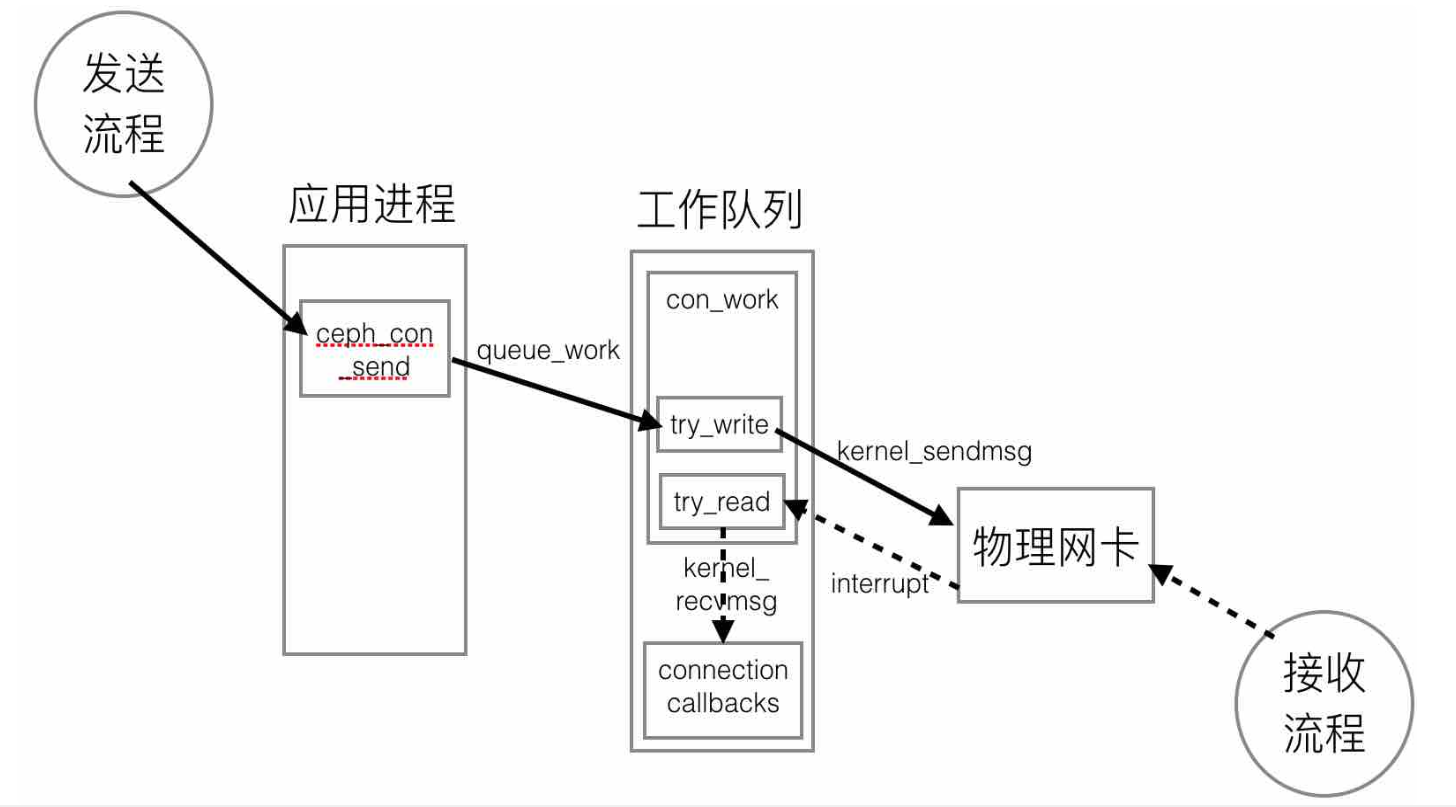 发送
流程
应用进程
工作队列
ceph_con
_send
queue_work
con_work
try_write
kernel_sendmsg
try_read
kernel_
recvmsg
interrupt
物理网卡
connection
callbacks
接收
流程